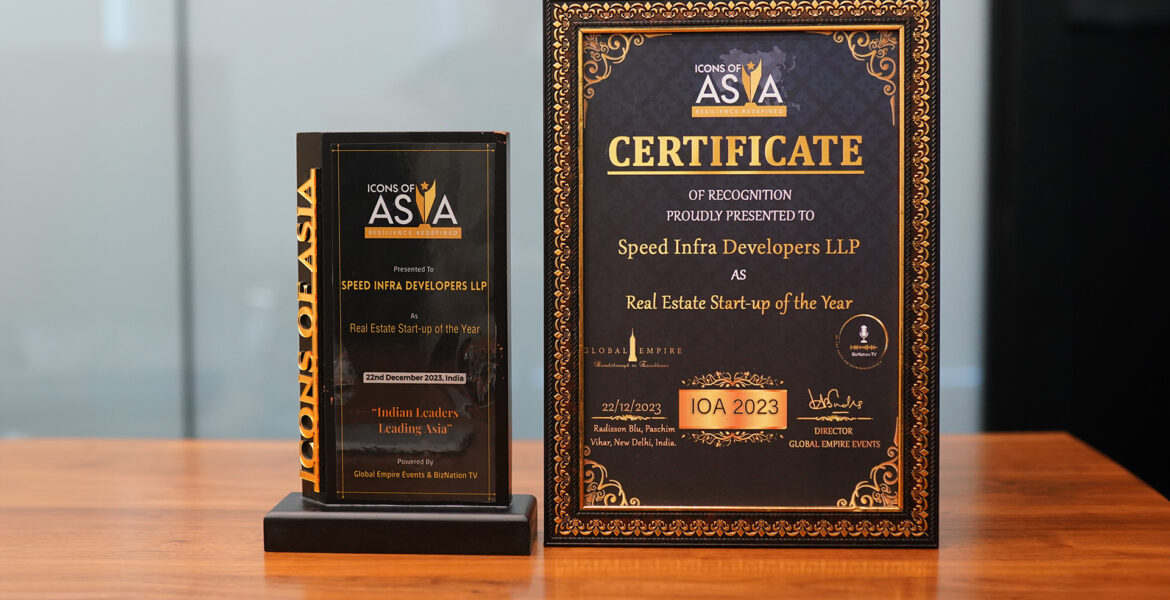 ICONS OF ASIA
ICONS OF
ASIA
RESILIENCE REDEFINED
Presented To
SPEED INFRA DEVELOPERS LLP
As
Real Estate Start-up of the Year
22nd December 2023, India
"Indian Leaders
Leading Asia"
Powered By
Global Empire Events & BizNation TV
ICONS OF
ASIA
RESILIENCE REDEFINED
CERTIFICATE
OF RECOGNITION
PROUDLY PRESENTED TO
Speed Infra Developers LLP
AS
Real Estate Start-up of the Year
GLOBAL EMPIRE
Breakthrough to Excellence
BizNation TV
22/12/2023
Radisson Blu, Paschim
Vihar, New Delhi, India.
IOA 2023
DIRECTOR
GLOBAL EMPIRE EVENTS